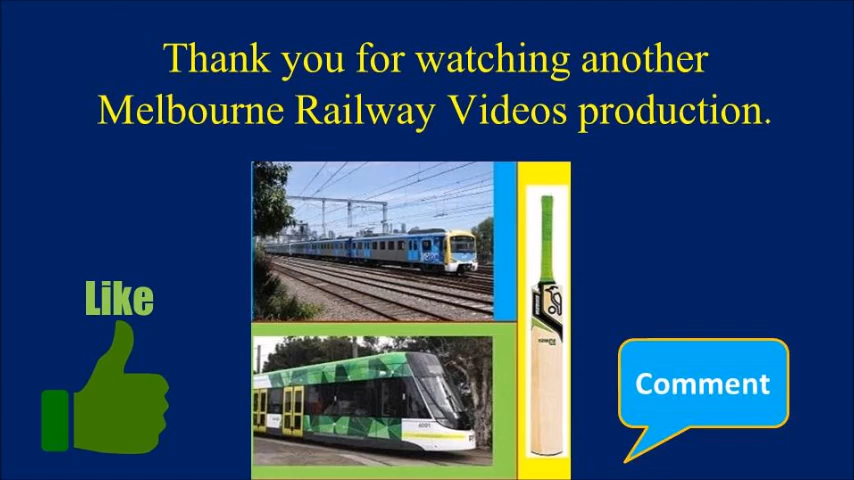 Thank you for watching another
Melbourne Railway Videos production.
Like
Comment